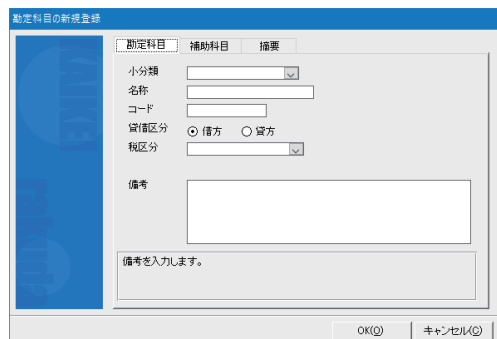 勘定科目の新規登録
勘定科目 補助科目 摘要
小分類
名称
コード
貸借区分 借方 貸方
税区分
備考
備考を入力します。
OK(O) キャンセル(C)
KAIKEI